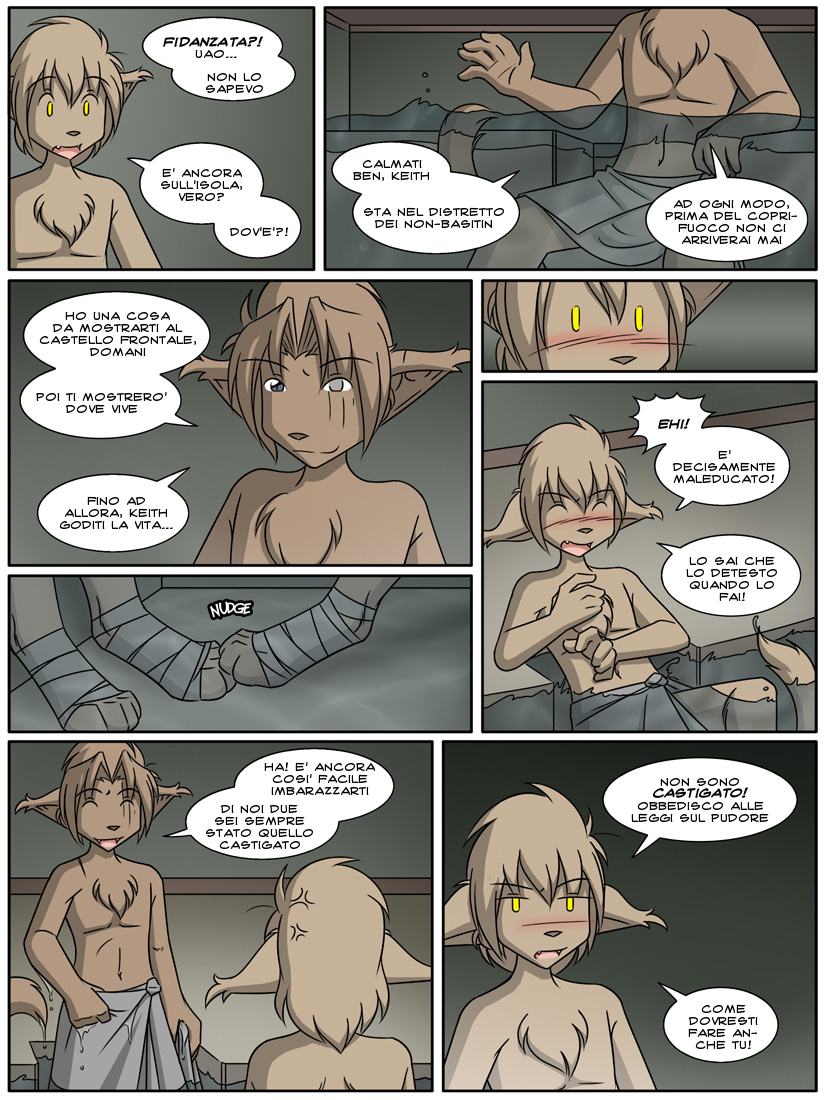 FIDANZATA?!
UAO...
NON LO
SAPEVO
E' ANCORA
SULL'ISOLA,
VERO?
DOV'E'?!
CALMATI
BEN, KEITH
STA NEL DISTRETTO
DEI NON-BASITIN
AD OGNI MODO,
PRIMA DEL COPRI-
FUOCO NON CI
ARRIVERAI MAI
HO UNA COSA
DA MOSTRARTI AL
CASTELLO FRONTALE,
DOMANI
POI TI MOSTRERO'
DOVE VIVE
FINO AD
ALLORA, KEITH
GODITI LA VITA...
NUDGE
EHI!
E'
DECISAMENTE
MALEDUCATO!
LO SAI CHE
LO DETESTO
QUANDO LO
FAI!
HA! E' ANCORA
COSI' FACILE
IMBARAZZARTI
DI NOI DUE
SEI SEMPRE
STATO QUELLO
CASTIGATO
NON SONO
CASTIGATO!
OBBEDISCO ALLE
LEGGI SUL PUDORE
COME
DOVRESTI
FARE AN-
CHE TU!